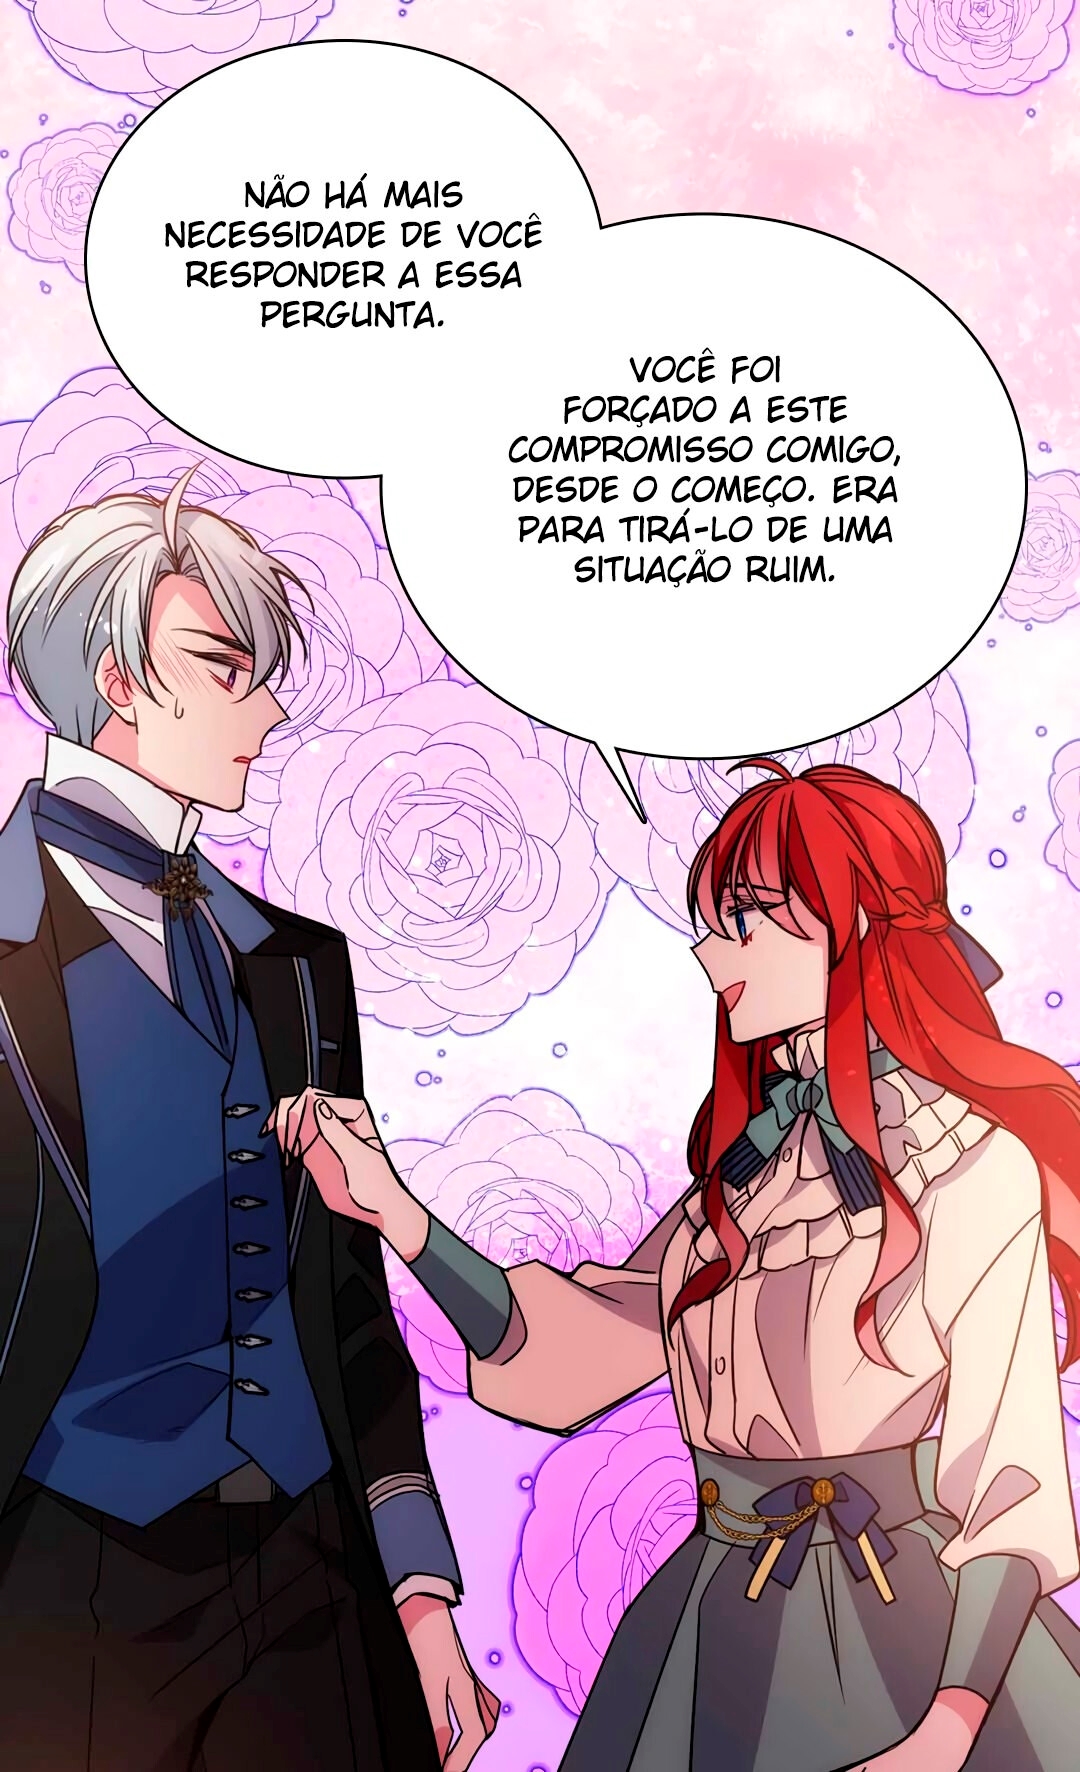 NÃO HÁ MAIS
NECESSIDADE DE VOCÊ
RESPONDER A ESSA
PERGUNTA.
VOCÊ FOI
FORÇADO A ESTE
COMPROMISSO COMIGO,
DESDE O COMEÇO. ERA
PARA TIRÁ-LO DE UMA
SITUAÇÃO RUIM.